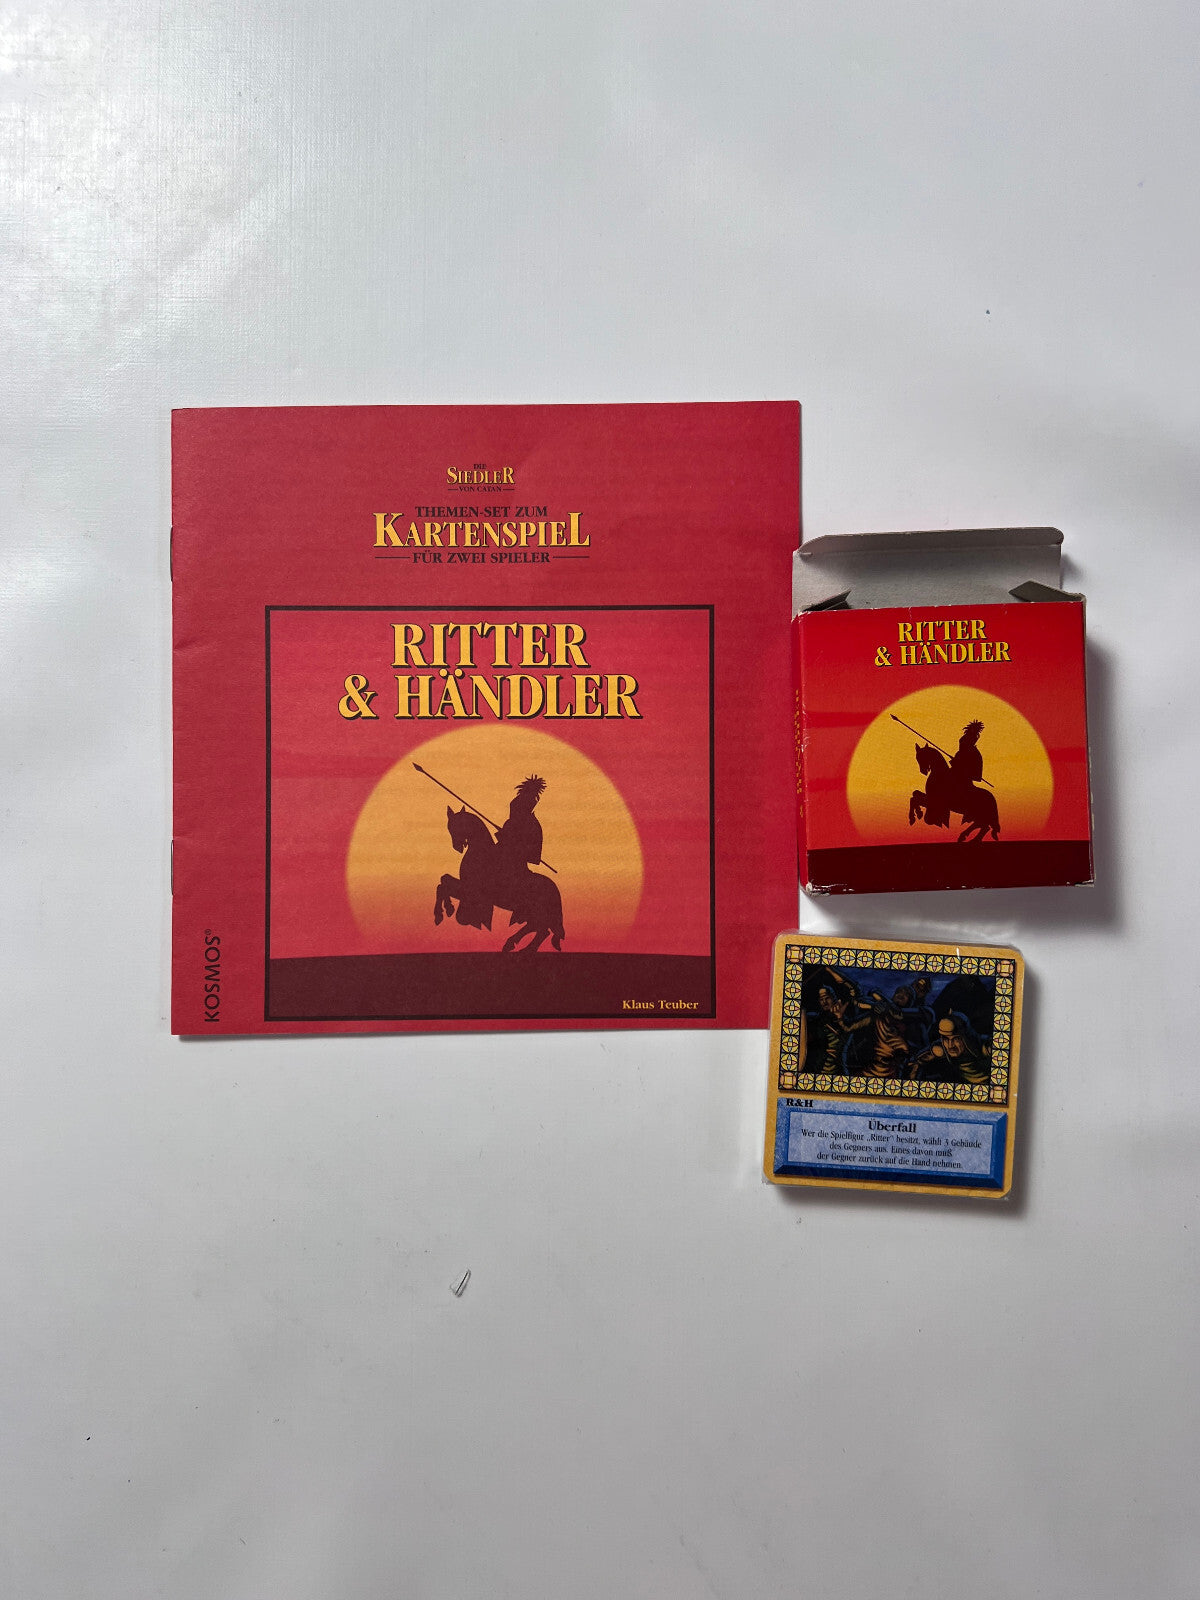 DIE
SIEDLER
VON CATAN
THEMEN-SET ZUM
KARTENSPIEL
FÜR ZWEI SPIELER
RITTER
& HÄNDLER
Klaus Teuber
KOSMOS®
RITTER
& HÄNDLER
R&H
Überfall
Wer die Spielfigur „Ritter“ besitzt, wählt 3 Gebäude
des Gegners aus. Eines davon muß
der Gegner zurück auf die Hand nehmen.